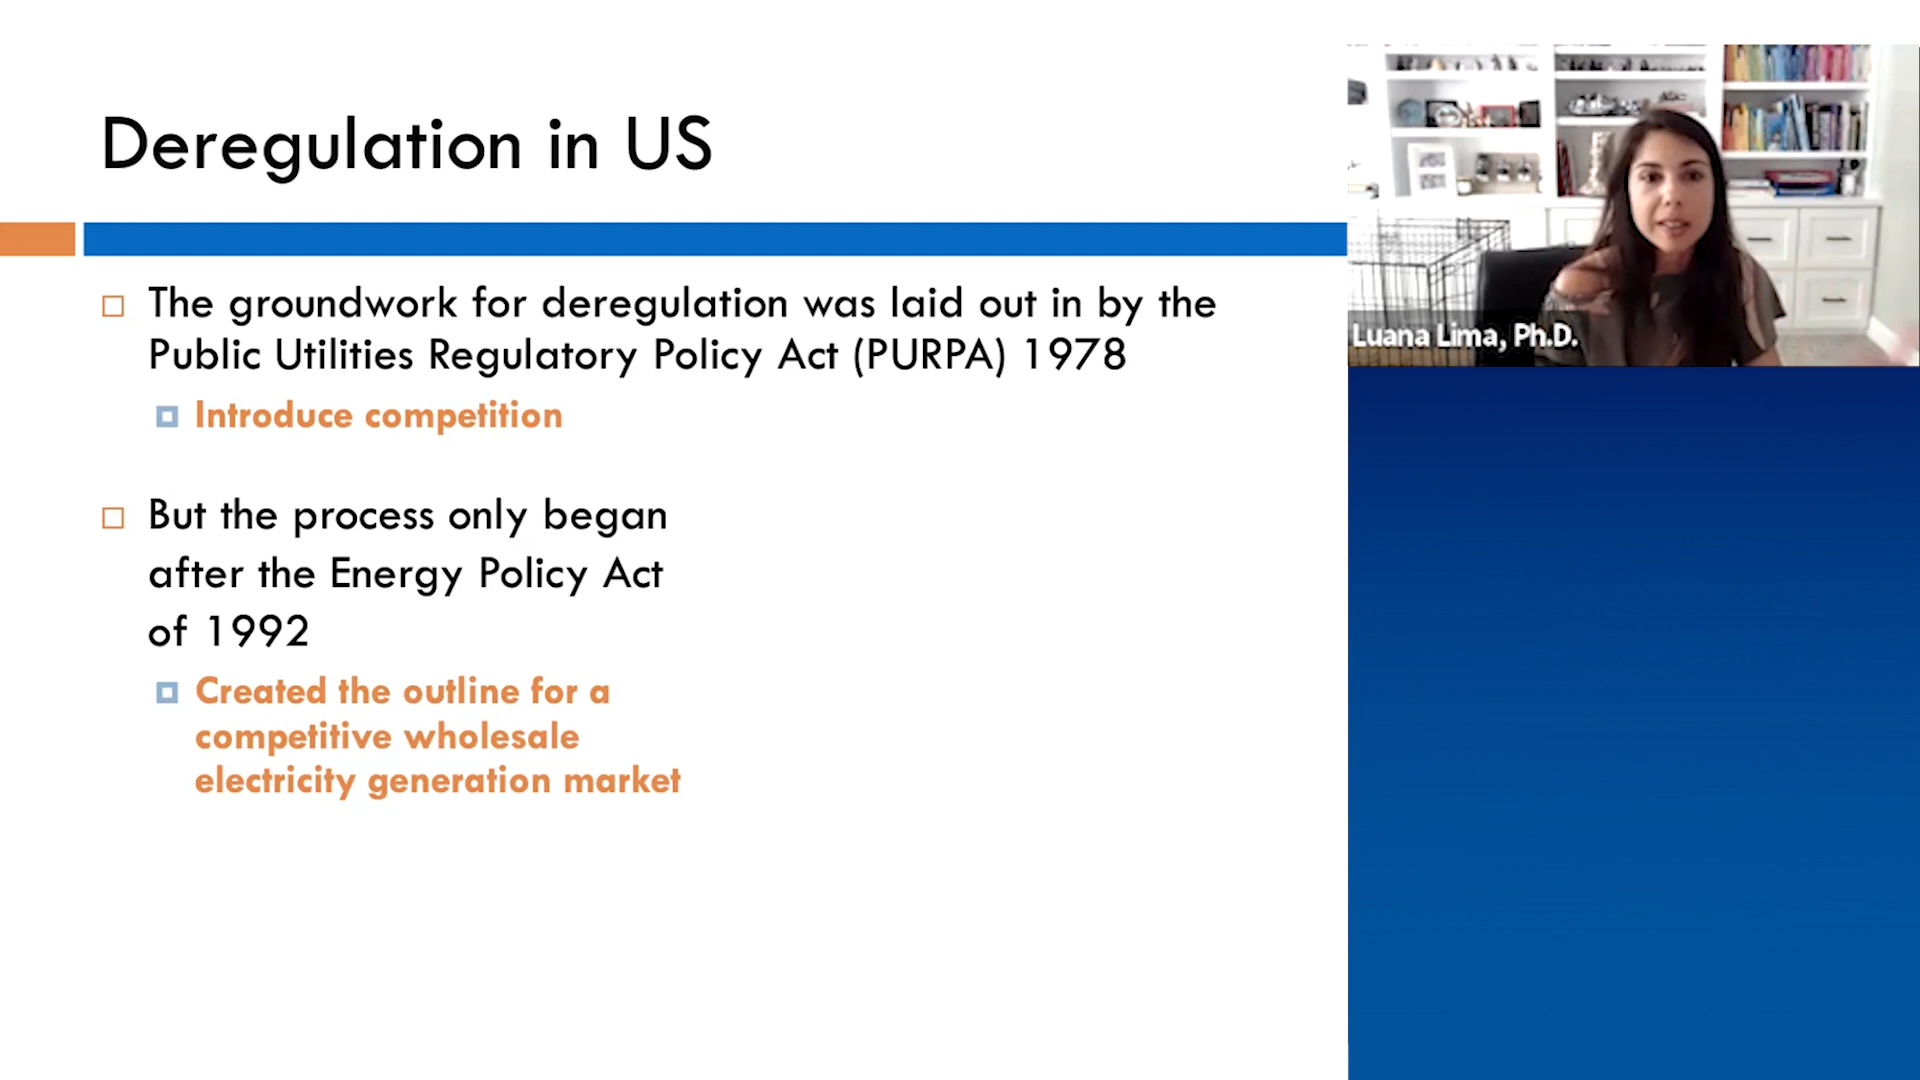 Deregulation in US
The groundwork for deregulation was laid out in by the
Public Utilities Regulatory Policy Act (PURPA) 1978
Introduce competition
But the process only began
after the Energy Policy Act
of 1992
Created the outline for a
competitive wholesale
electricity generation market
Luana Lima, Ph.D.